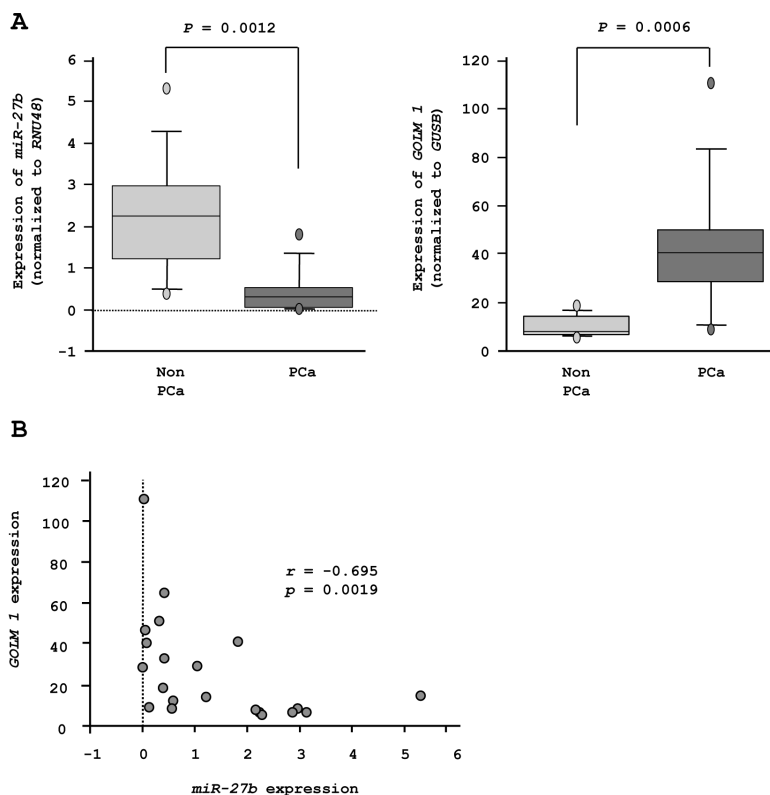 A
P = 0.0012
Expression of miR-27b
(normalized to RNU48)
6
5
4
3
2
1
0
-1
Non
PCa
PCa
P = 0.0006
Expression of GOLM 1
(normalized to GUSB)
120
100
80
60
40
20
0
Non
PCa
PCa
B
GOLM 1 expression
120
100
80
60
40
20
0
r = -0.695
p = 0.0019
-1 0 1 2 3 4 5 6
miR-27b expression